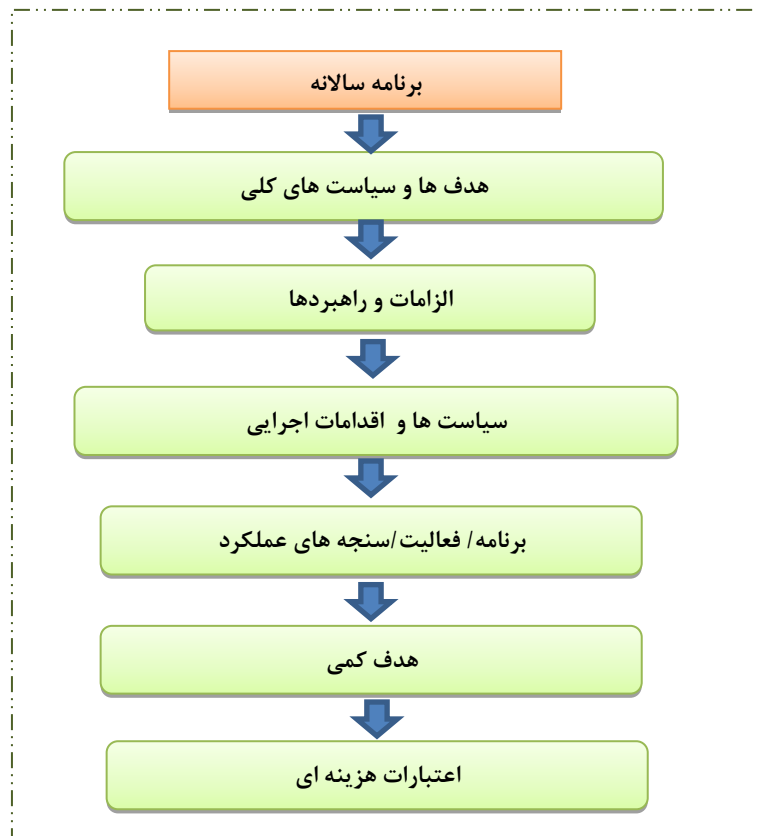 برنامه سالانه
هدف ها و سیاست های کلی
الزامات و راهبردها
سیاست ها و اقدامات اجرایی
برنامه/ فعالیت/سنجه های عملکرد
هدف کمی
اعتبارات هزینه ای